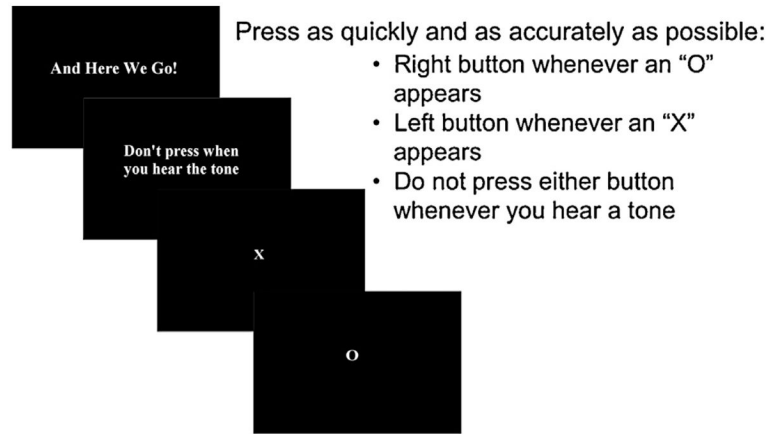 And Here We Go!
Don't press when
you hear the tone
X
O
Press as quickly and as accurately as possible:
• Right button whenever an “O”
appears
• Left button whenever an “X”
appears
• Do not press either button
whenever you hear a tone